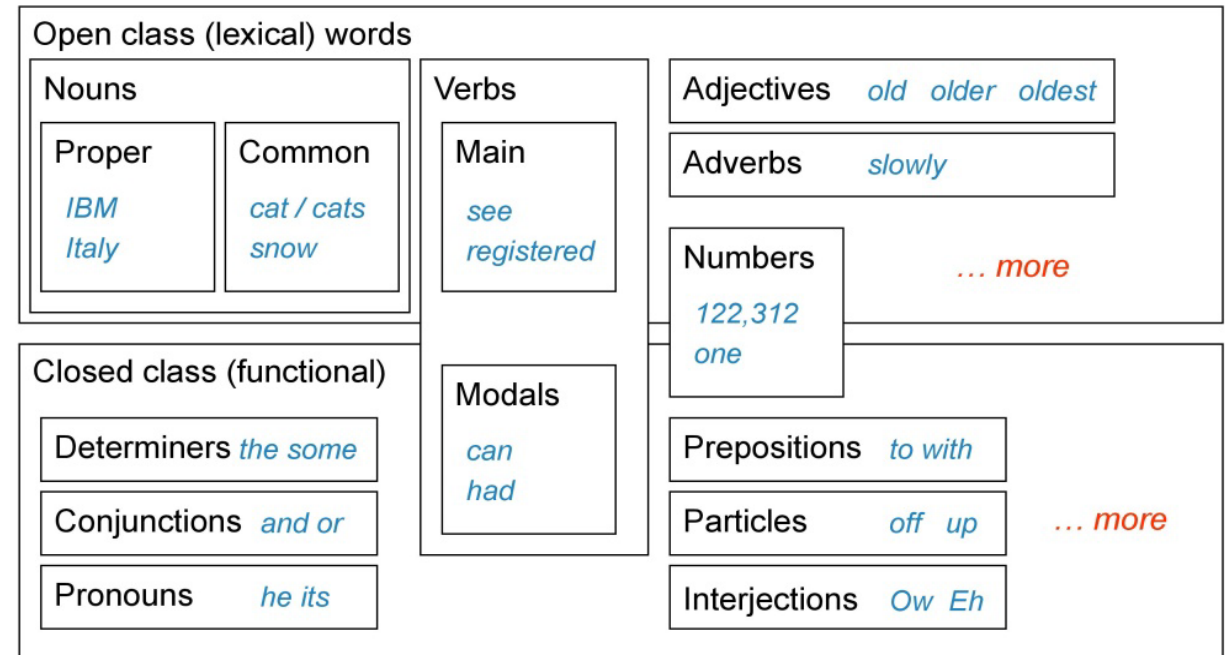 Open class (lexical) words
Nouns
Proper
IBM
Italy
Common
cat / cats
snow
Verbs
Main
see
registered
Adjectives old older oldest
Adverbs slowly
Numbers
122,312
one
… more
Closed class (functional)
Determiners the some
Conjunctions and or
Pronouns he its
Modals
can
had
Prepositions to with
Particles off up
Interjections Ow Eh
… more